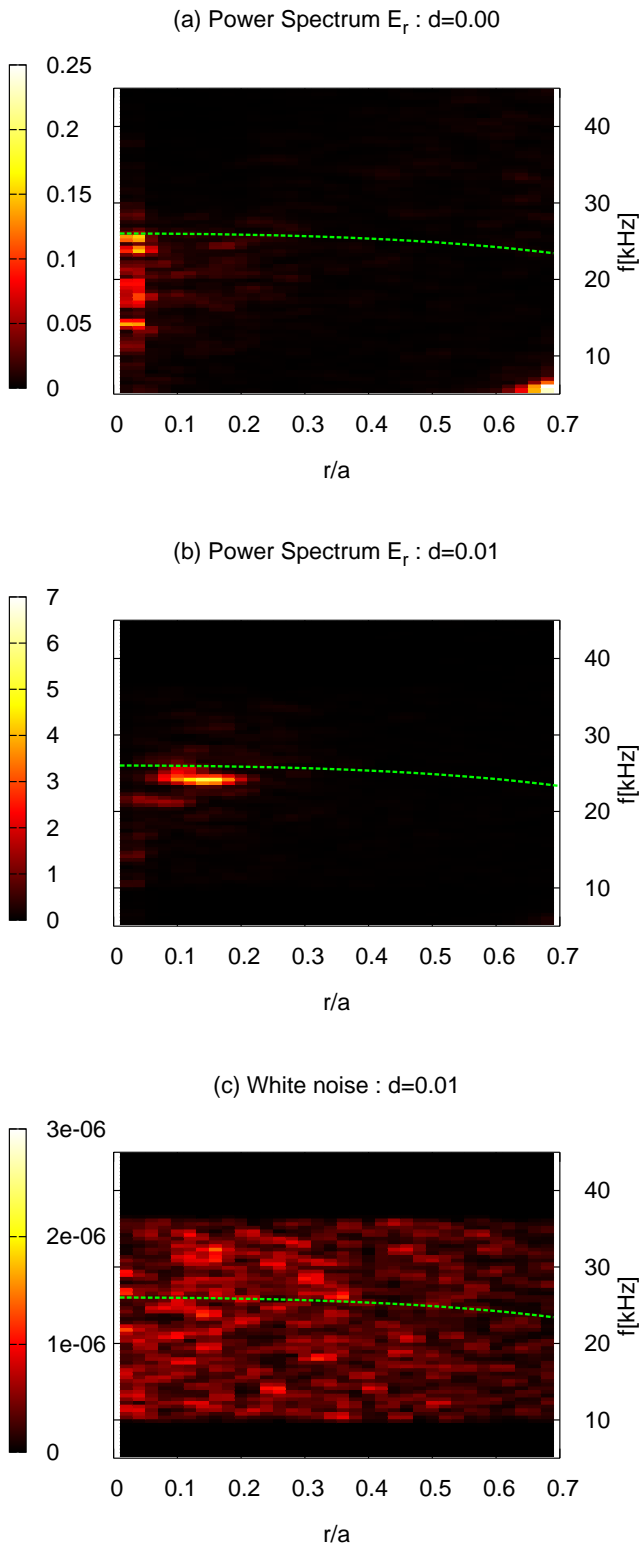 (a) Power Spectrum E_r : d=0.00
0.25
0.2
0.15
0.1
0.05
0
40
30
20
10
f[kHz]
0 0.1 0.2 0.3 0.4 0.5 0.6 0.7
r/a
(b) Power Spectrum E_r : d=0.01
7
6
5
4
3
2
1
0
40
30
20
10
f[kHz]
0 0.1 0.2 0.3 0.4 0.5 0.6 0.7
r/a
(c) White noise : d=0.01
3e-06
2e-06
1e-06
0
40
30
20
10
f[kHz]
0 0.1 0.2 0.3 0.4 0.5 0.6 0.7
r/a